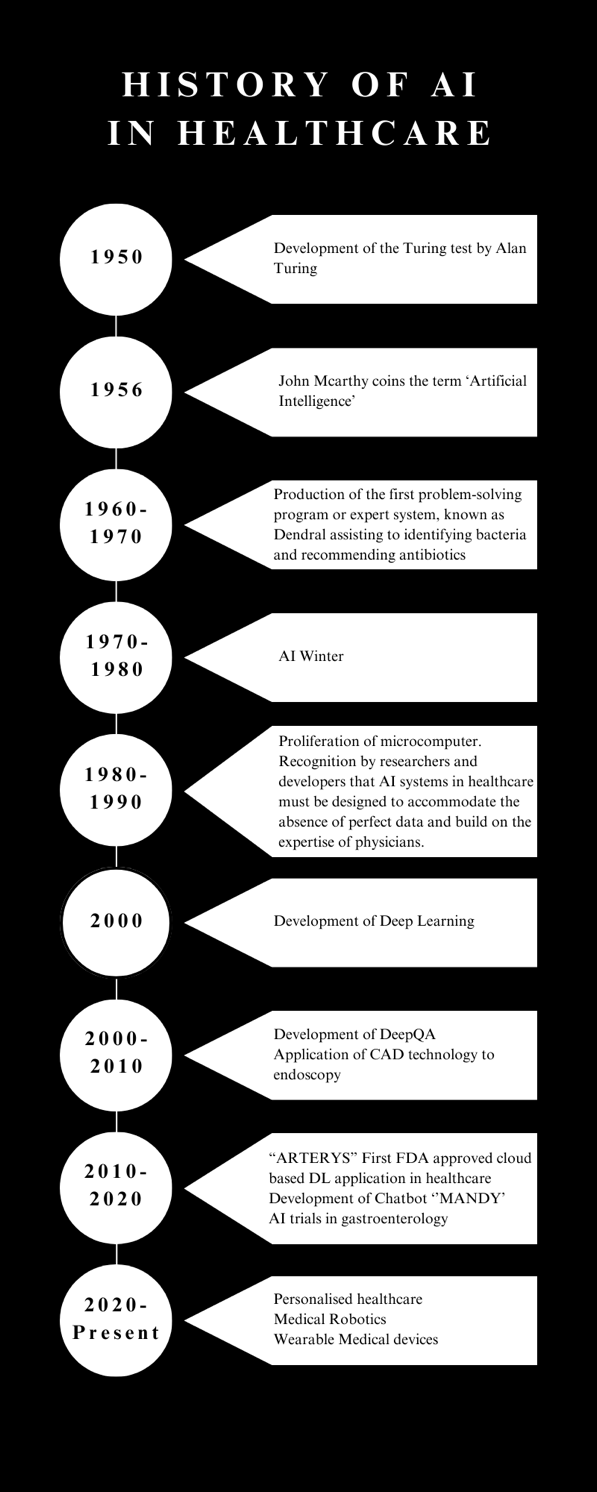 HISTORY OF AI
IN HEALTHCARE
1950
Development of the Turing test by Alan
Turing
1956
John Mcarthy coins the term ‘Artificial
Intelligence’
1960-
1970
Production of the first problem-solving
program or expert system, known as
Dendral assisting to identifying bacteria
and recommending antibiotics
1970-
1980
AI Winter
1980-
1990
Proliferation of microcomputer.
Recognition by researchers and
developers that AI systems in healthcare
must be designed to accommodate the
absence of perfect data and build on the
expertise of physicians.
2000
Development of Deep Learning
2000-
2010
Development of DeepQA
Application of CAD technology to
endoscopy
2010-
2020
“ARTERYS” First FDA approved cloud
based DL application in healthcare
Development of Chatbot ‘’MANDY’
AI trials in gastroenterology
2020-
Present
Personalised healthcare
Medical Robotics
Wearable Medical devices